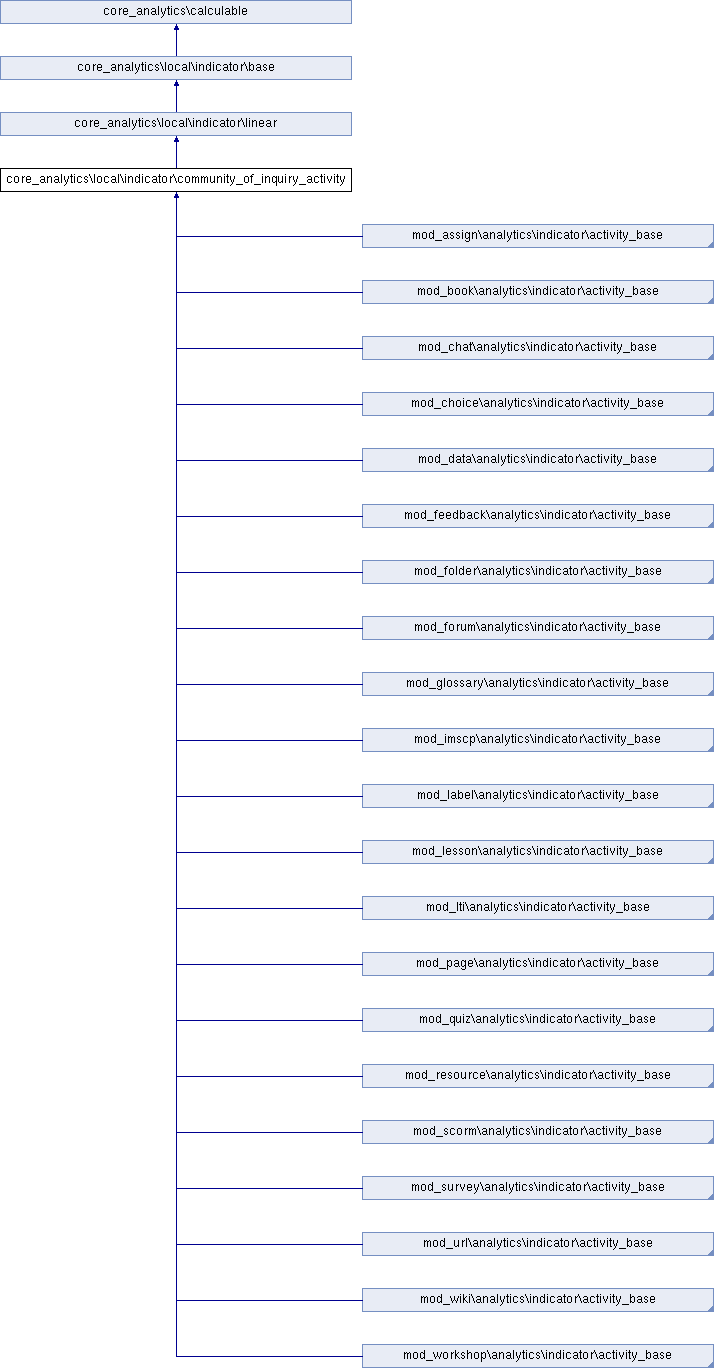 core_analytics\calculable
core_analytics\local\indicator\base
core_analytics\local\indicator\linear
core_analytics\local\indicator\community_of_inquiry_activity
mod_assign\analytics\indicator\activity_base
mod_book\analytics\indicator\activity_base
mod_chat\analytics\indicator\activity_base
mod_choice\analytics\indicator\activity_base
mod_data\analytics\indicator\activity_base
mod_feedback\analytics\indicator\activity_base
mod_folder\analytics\indicator\activity_base
mod_forum\analytics\indicator\activity_base
mod_glossary\analytics\indicator\activity_base
mod_imscp\analytics\indicator\activity_base
mod_label\analytics\indicator\activity_base
mod_lesson\analytics\indicator\activity_base
mod_lti\analytics\indicator\activity_base
mod_page\analytics\indicator\activity_base
mod_quiz\analytics\indicator\activity_base
mod_resource\analytics\indicator\activity_base
mod_scorm\analytics\indicator\activity_base
mod_survey\analytics\indicator\activity_base
mod_url\analytics\indicator\activity_base
mod_wiki\analytics\indicator\activity_base
mod_workshop\analytics\indicator\activity_base